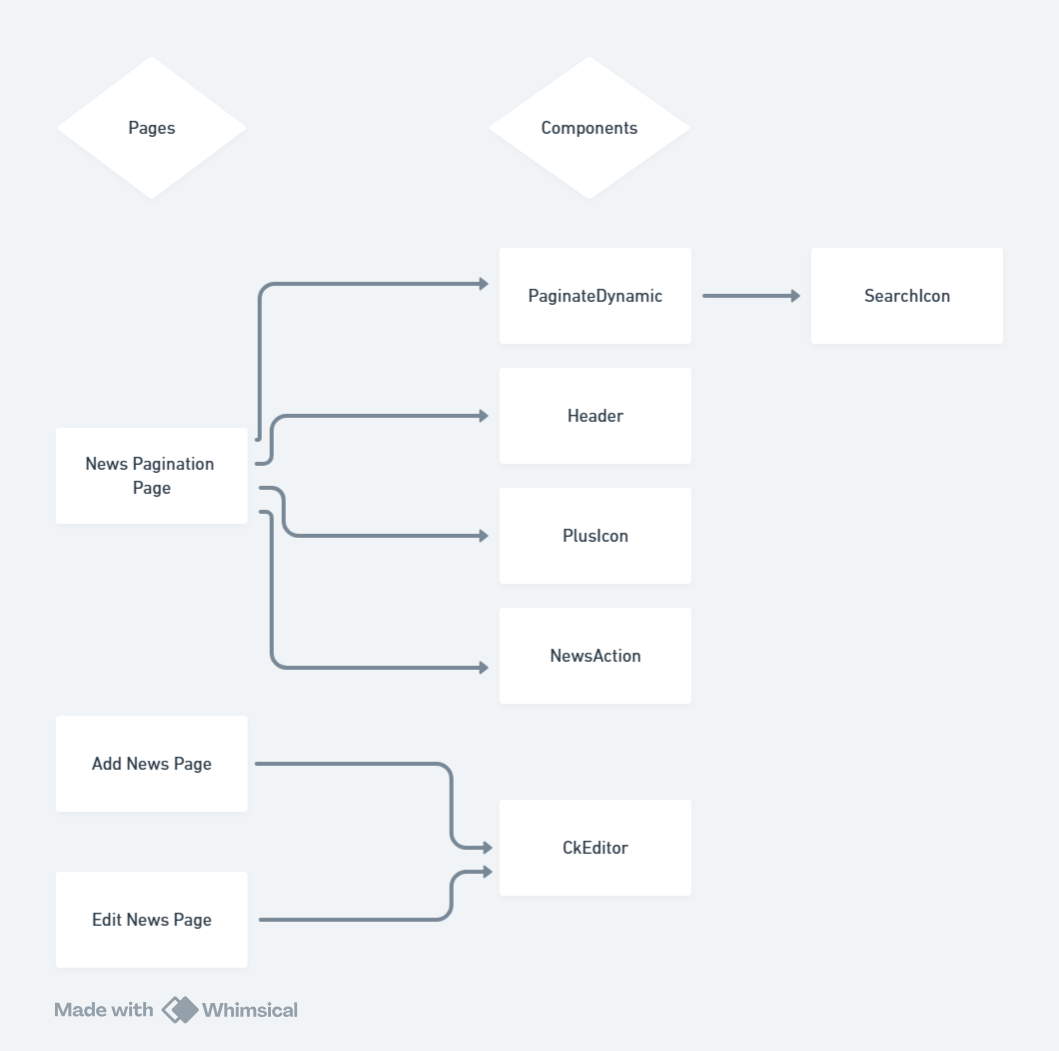 Pages
Components
PaginateDynamic
SearchIcon
Header
News Pagination
Page
PlusIcon
NewsAction
Add News Page
CkEditor
Edit News Page
Made with Whimsical